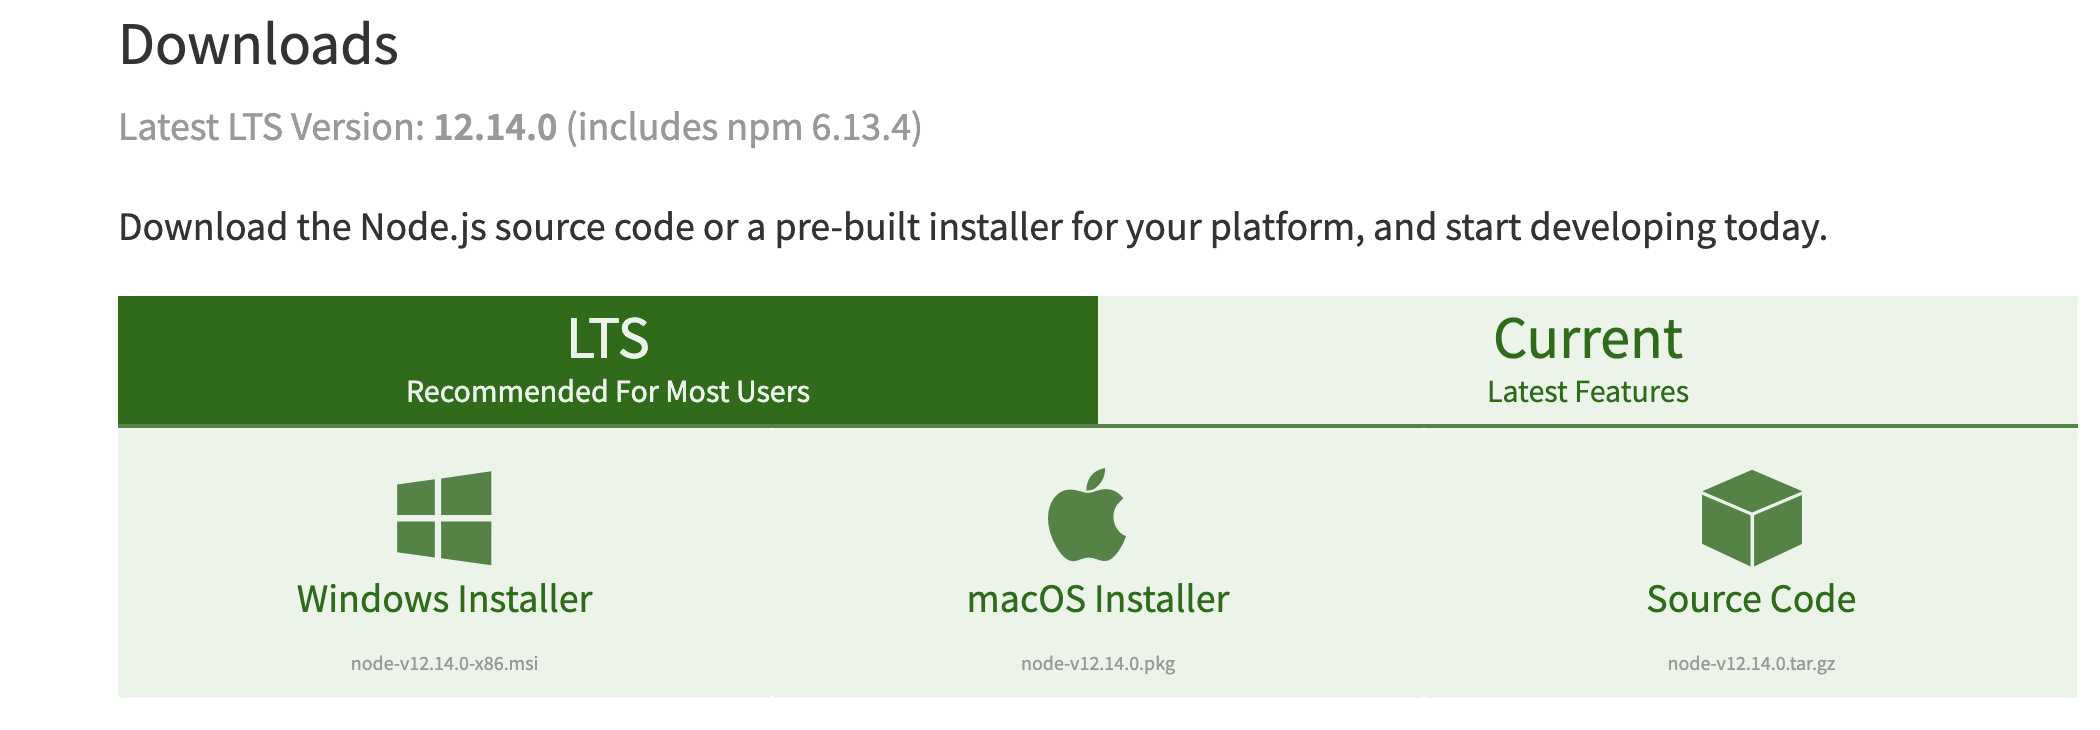 Downloads
Latest LTS Version: 12.14.0 (includes npm 6.13.4)
Download the Node.js source code or a pre-built installer for your platform, and start developing today.
LTS
Recommended For Most Users
Current
Latest Features
Windows Installer
node-v12.14.0-x86.msi
macOS Installer
node-v12.14.0.pkg
Source Code
node-v12.14.0.tar.gz